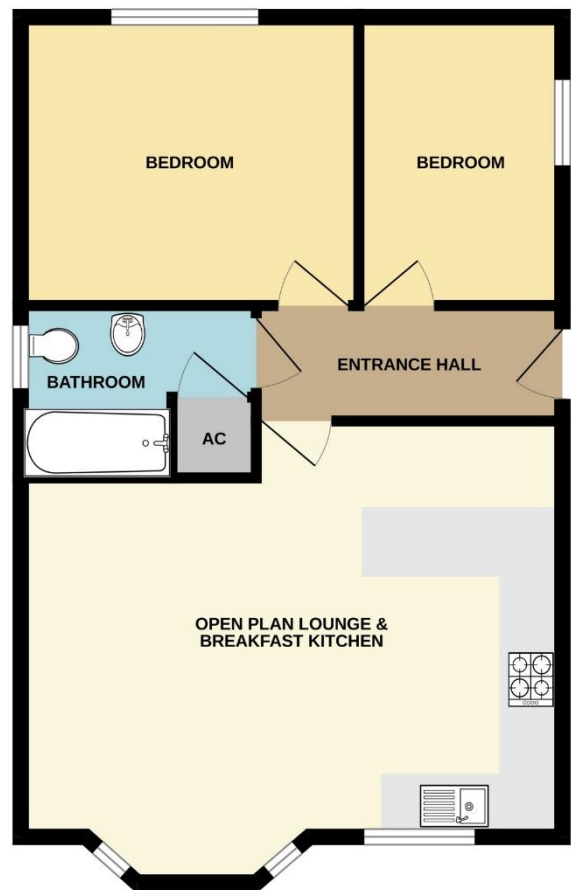 BEDROOM
BEDROOM
ENTRANCE HALL
BATHROOM
AC
OPEN PLAN LOUNGE &
BREAKFAST KITCHEN